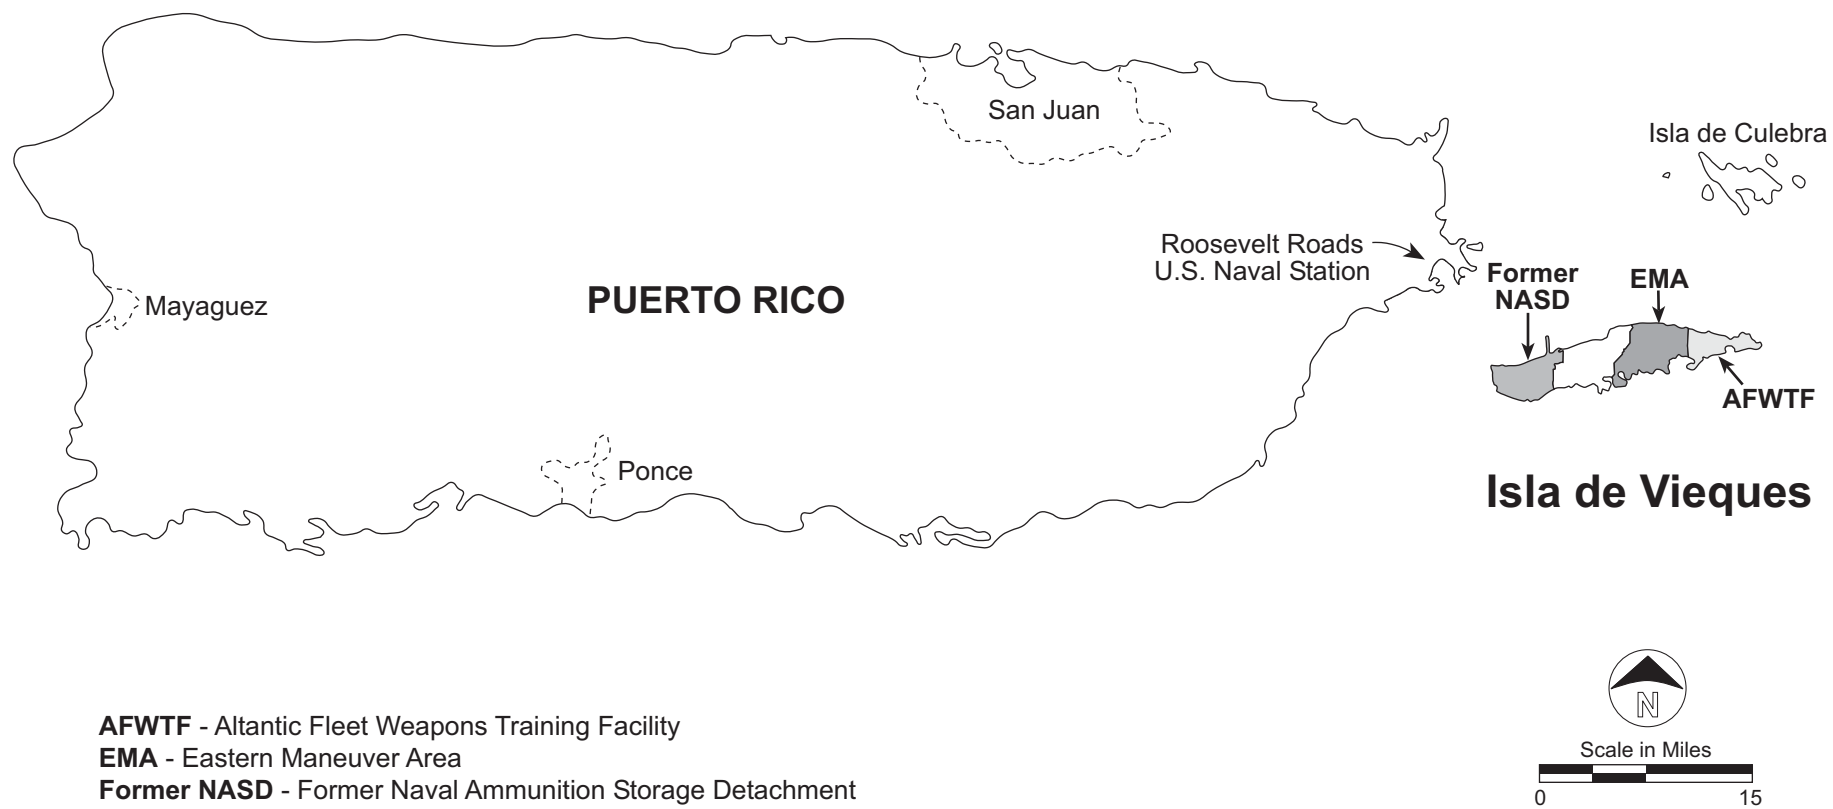 San Juan
Isla de Culebra
Roosevelt Roads
U.S. Naval Station
Former
NASD
EMA
Mayaguez
PUERTO RICO
AFWTF
Ponce
Isla de Vieques
N
AFWTF - Altantic Fleet Weapons Training Facility
EMA - Eastern Maneuver Area
Former NASD - Former Naval Ammunition Storage Detachment
Scale in Miles
0 15